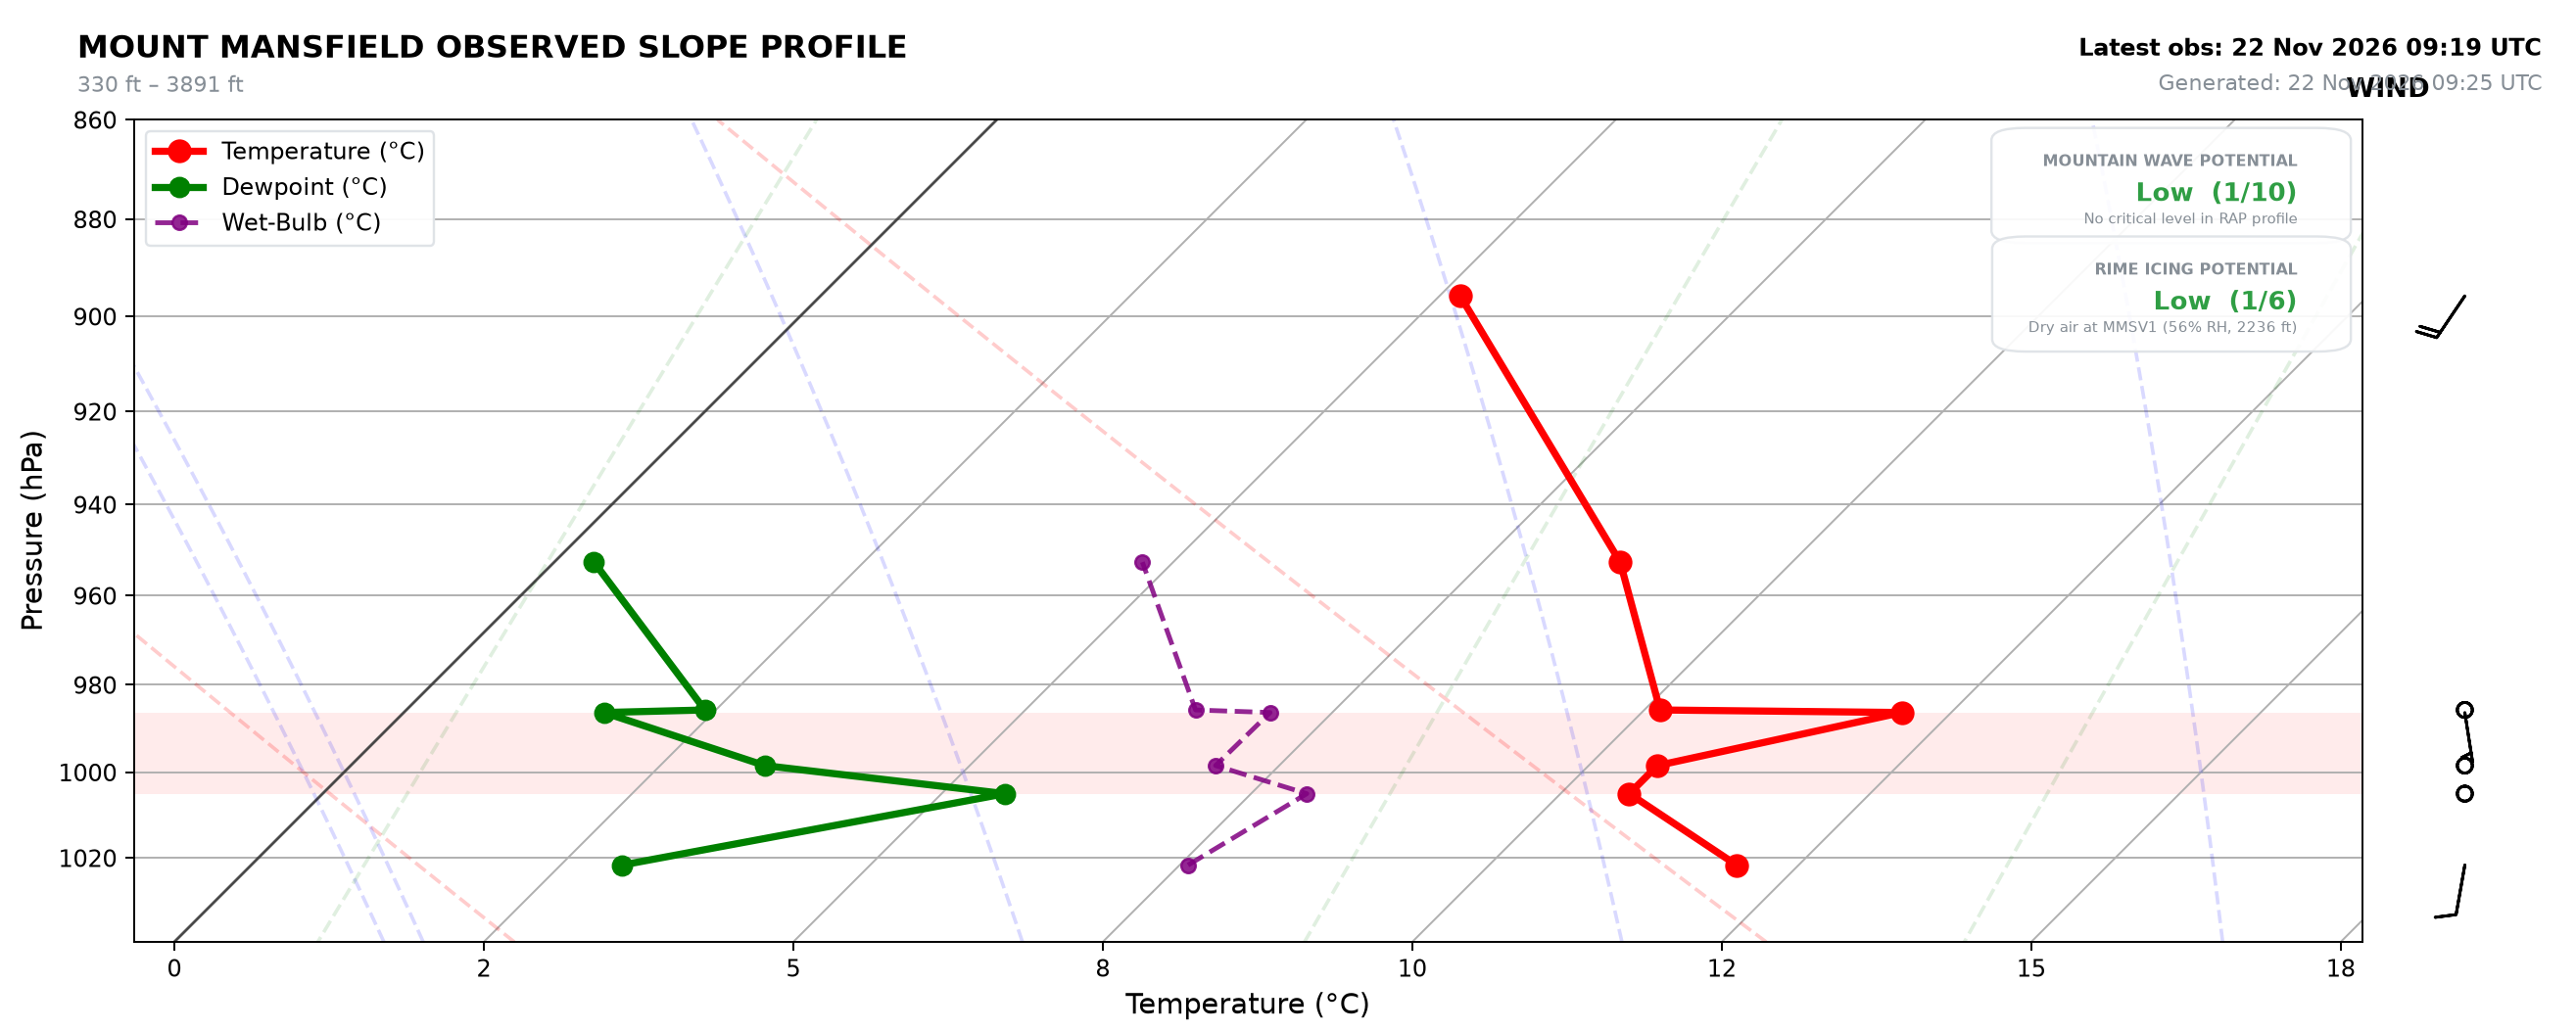 MOUNT MANSFIELD OBSERVED SLOPE PROFILE
330 ft – 3891 ft
Latest obs: 22 Nov 2026 09:19 UTC
Generated: 22 Nov 2026 09:25 UTC
WIND
Temperature (°C)
Dewpoint (°C)
Wet-Bulb (°C)
MOUNTAIN WAVE POTENTIAL
Low (1/10)
No critical level in RAP profile
RIME ICING POTENTIAL
Low (1/6)
Dry air at MMSV1 (56% RH, 2236 ft)
Pressure (hPa)
860
880
900
920
940
960
980
1000
1020
0 2 5 8 10 12 15 18
Temperature (°C)